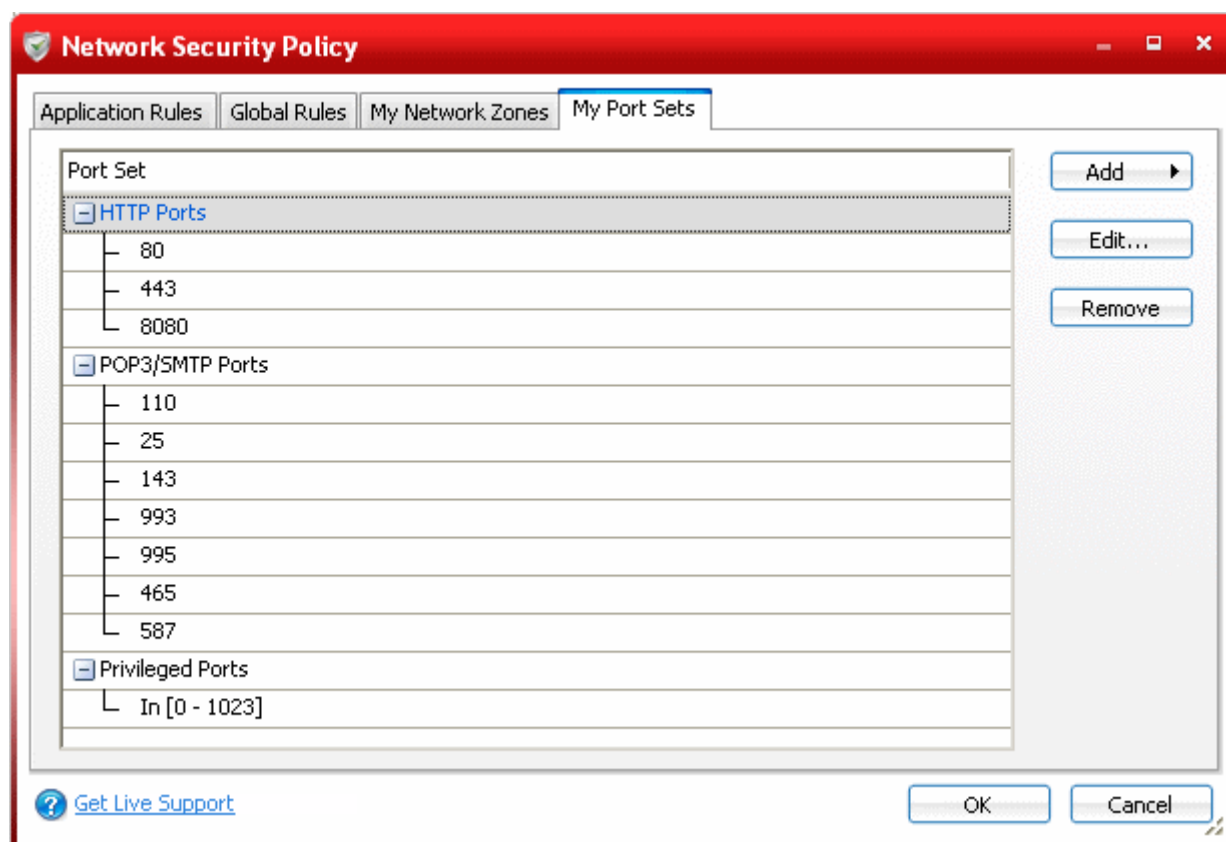 Network Security Policy
Application Rules
Global Rules
My Network Zones
My Port Sets
Port Set
HTTP Ports
80
443
8080
POP3/SMTP Ports
110
25
143
993
995
465
587
Privileged Ports
In [0 - 1023]
Add
Edit...
Remove
Get Live Support
OK
Cancel